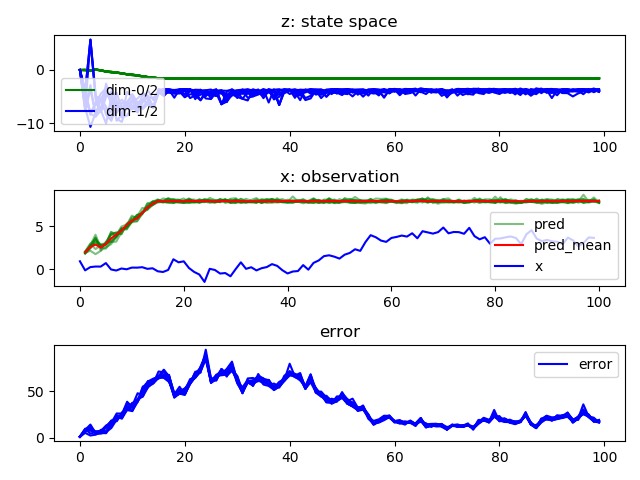 z: state space
0
−10
dim-0/2
dim-1/2
0 20 40 60 80 100
x: observation
5
0
pred
pred_mean
x
0 20 40 60 80 100
error
50
0
error
0 20 40 60 80 100